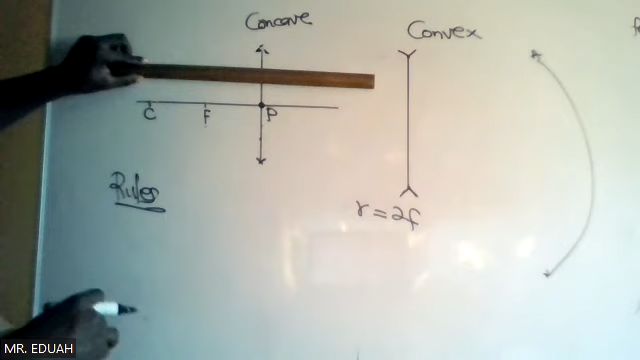 Concave
Convex
C F P
Rules
r = 2f
MR. EDUAH